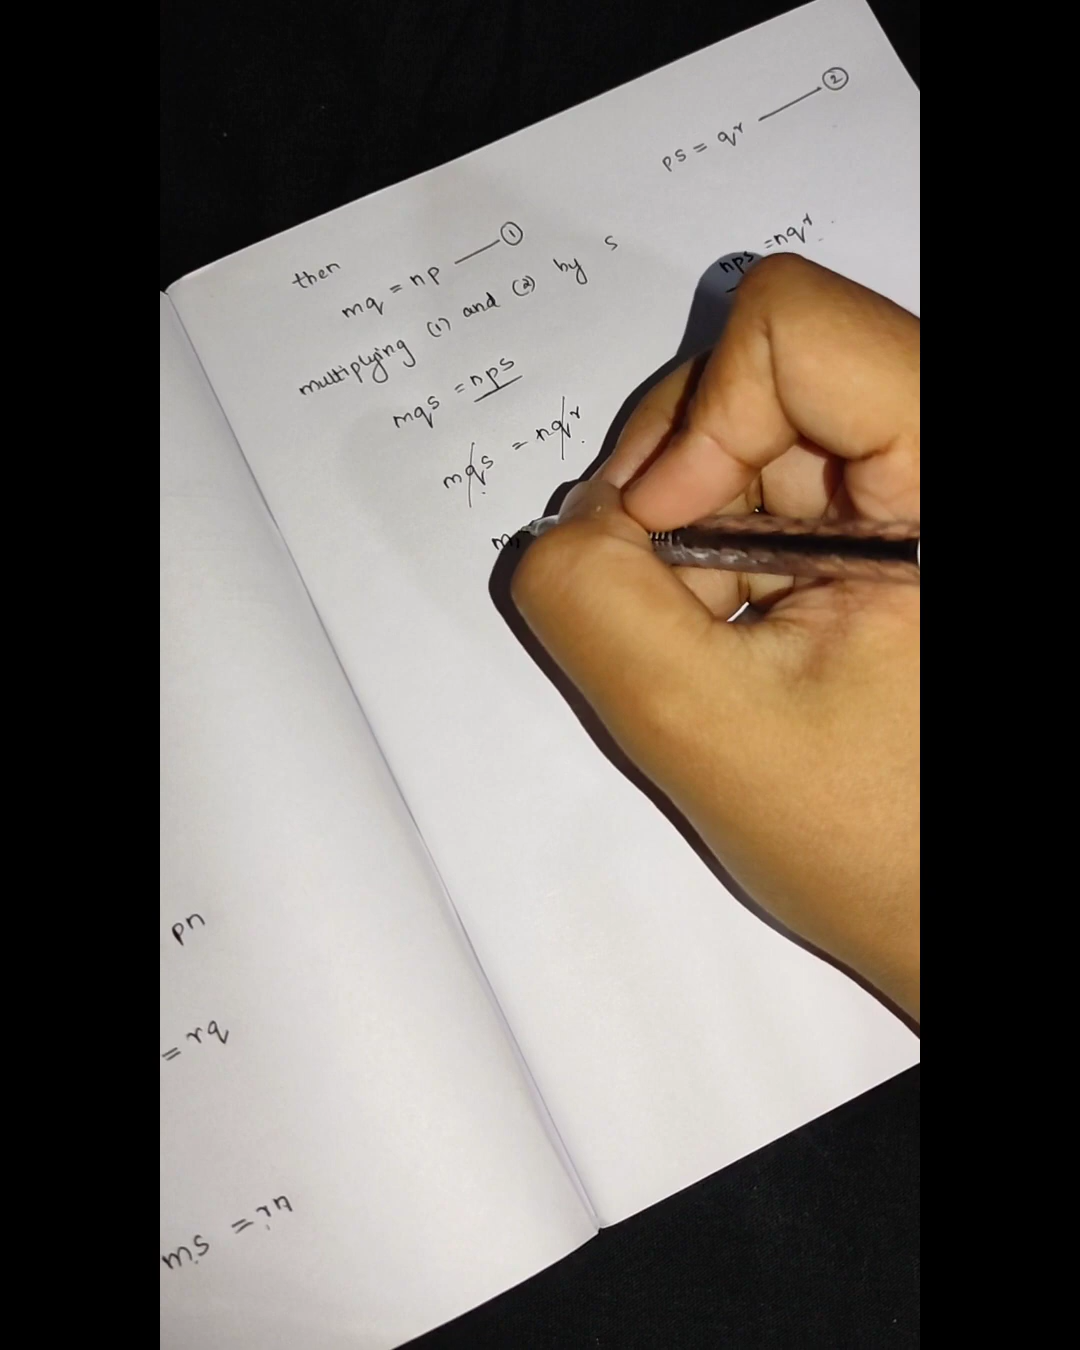 ps = qr ②
then
mq = np ①
multiplying (1) and (2) by s
mqs = nps
nps = nqr
mqs = nqr
m
pn
= rq
ms = rn